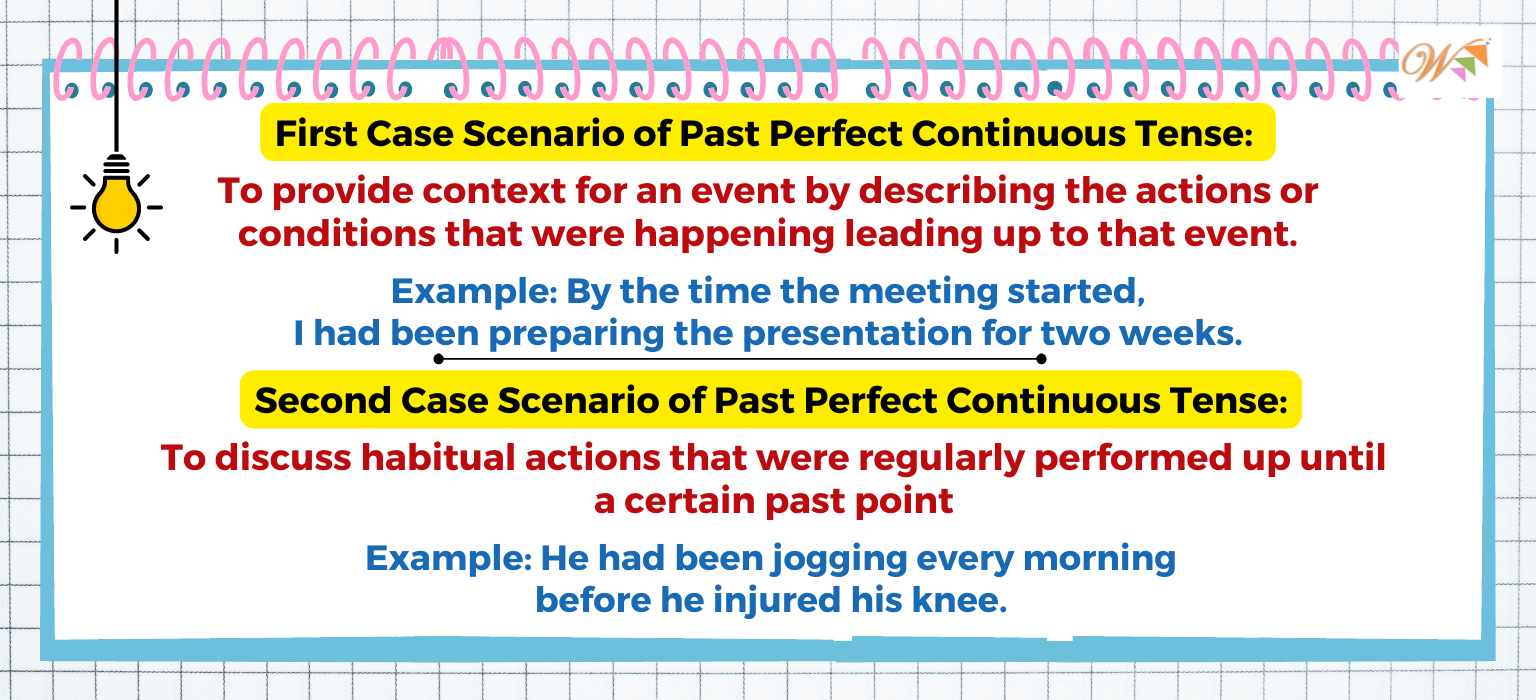 W
First Case Scenario of Past Perfect Continuous Tense:
To provide context for an event by describing the actions or
conditions that were happening leading up to that event.
Example: By the time the meeting started,
I had been preparing the presentation for two weeks.
Second Case Scenario of Past Perfect Continuous Tense:
To discuss habitual actions that were regularly performed up until
a certain past point
Example: He had been jogging every morning
before he injured his knee.